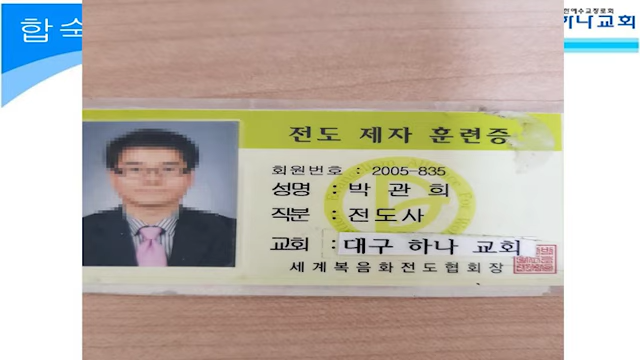 합숙
하나교회
전도 제자 훈련증
회원번호 : 2005-835
성명 : 박관희
직분 : 전도사
교회 : 대구 하나 교회
세계복음화전도협회장